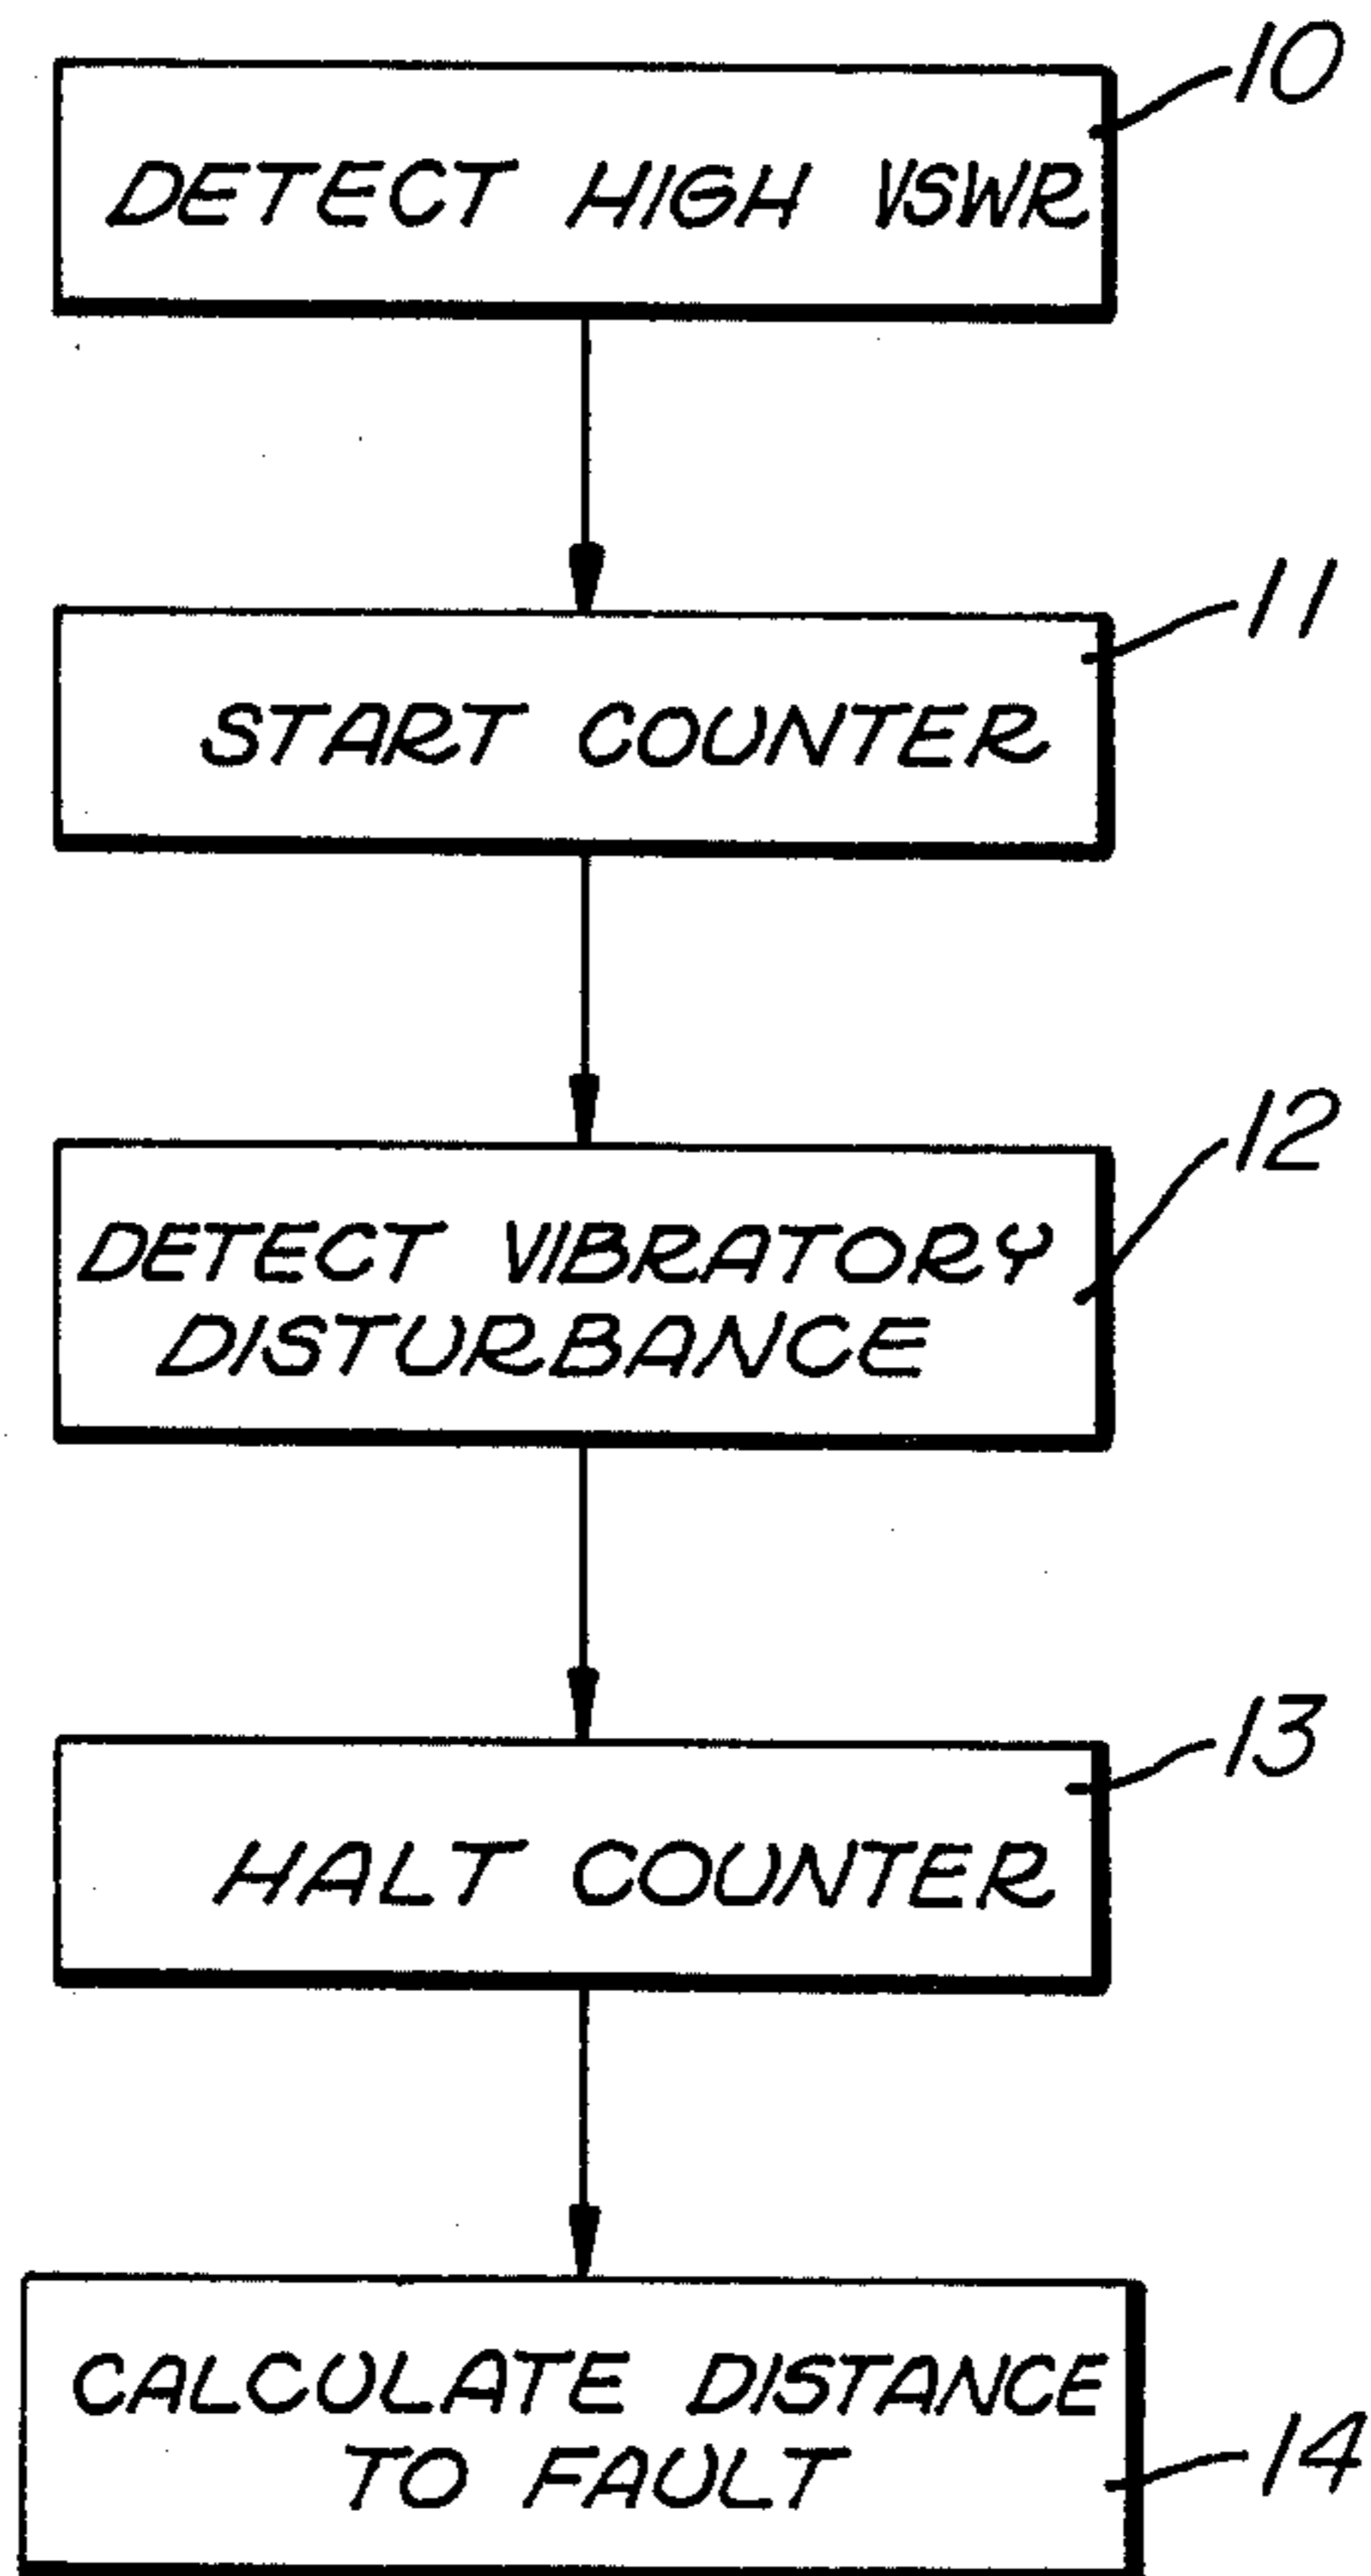 10
DETECT HIGH VSWR
11
START COUNTER
12
DETECT VIBRATORY
DISTURBANCE
13
HALT COUNTER
CALCULATE DISTANCE
TO FAULT
14